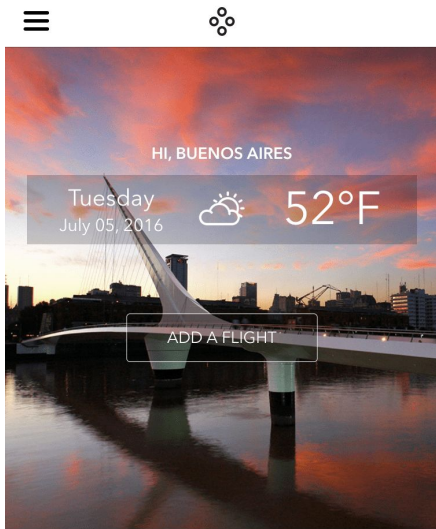 HI, BUENOS AIRES
Tuesday
July 05, 2016
52°F
ADD A FLIGHT